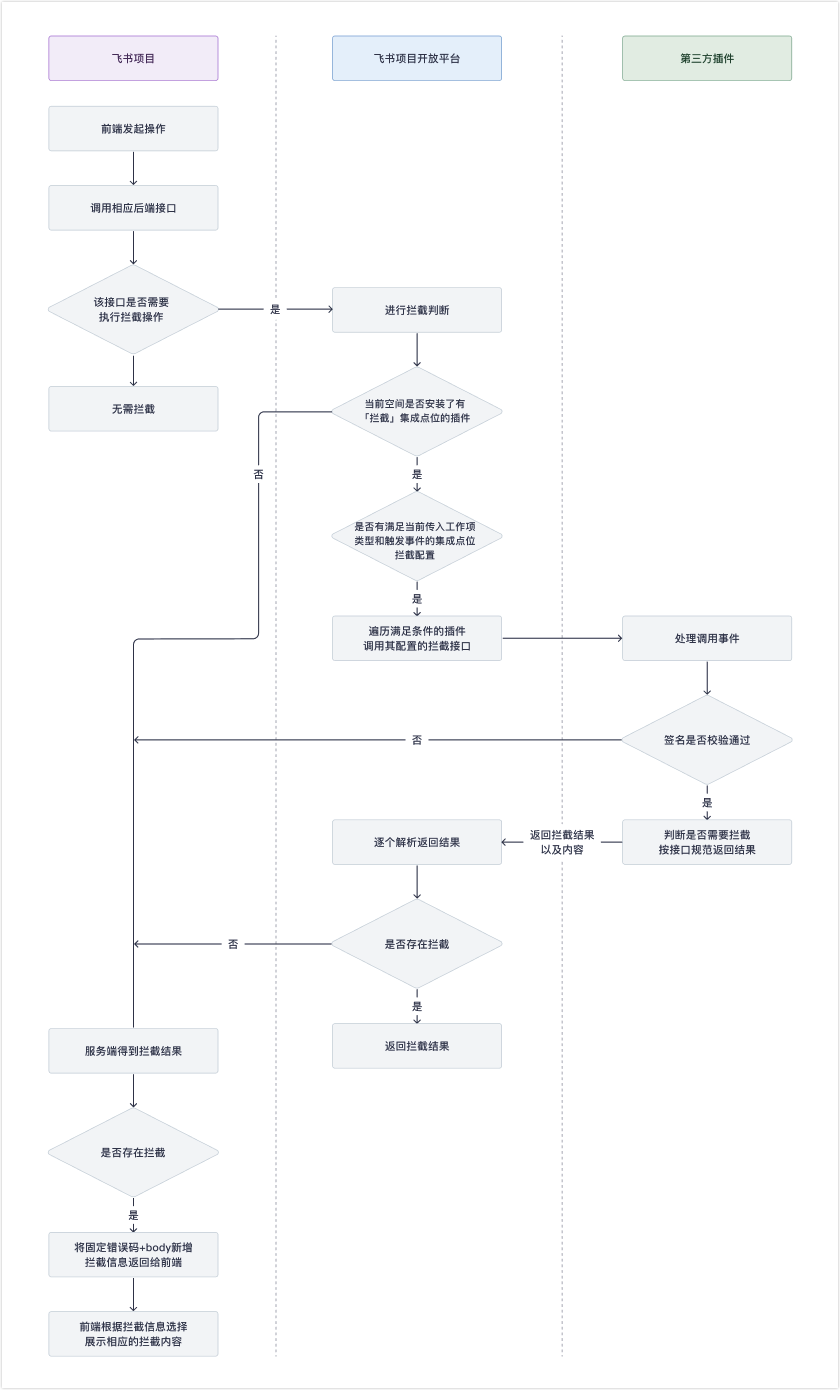 飞书项目
飞书项目开放平台
第三方插件
前端发起操作
调用相应后端接口
该接口是否需要
执行拦截操作
是
进行拦截判断
无需拦截
当前空间是否安装了有
「拦截」集成点位的插件
否
是
是否有满足当前传入工作项
类型和触发事件的集成点位
拦截配置
是
遍历满足条件的插件
调用其配置的拦截接口
处理调用事件
否
签名是否校验通过
是
逐个解析返回结果
返回拦截结果
以及内容
判断是否需要拦截
按接口规范返回结果
否
是否存在拦截
是
返回拦截结果
服务端得到拦截结果
是否存在拦截
是
将固定错误码+body新增
拦截信息返回给前端
前端根据拦截信息选择
展示相应的拦截内容